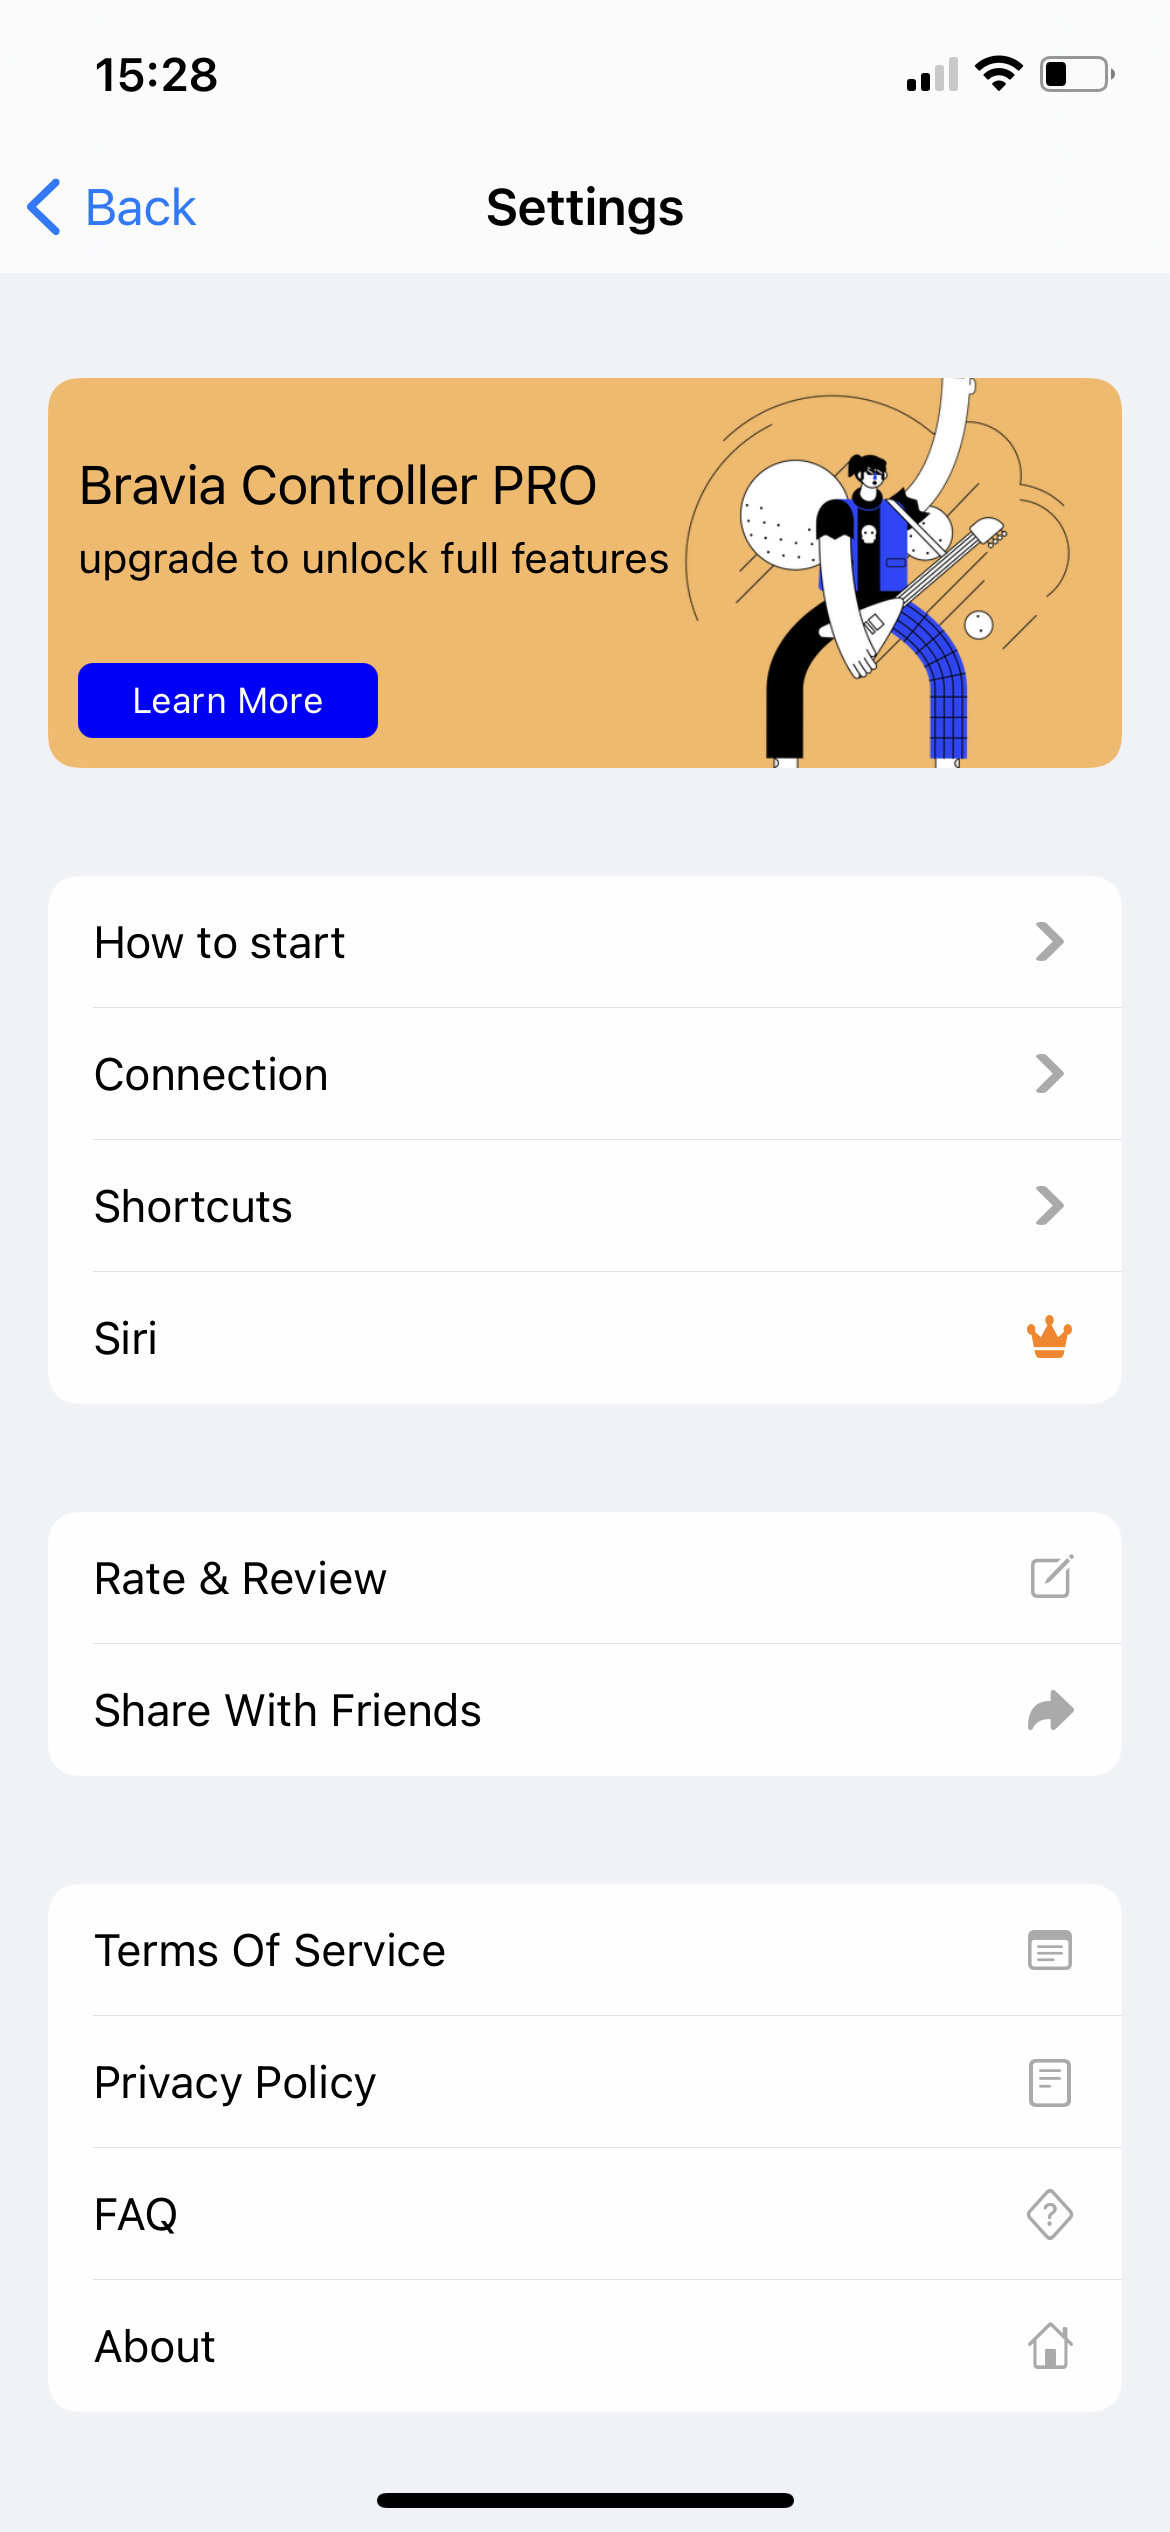 15:28
Back
Settings
Bravia Controller PRO
upgrade to unlock full features
Learn More
How to start
Connection
Shortcuts
Siri
Rate & Review
Share With Friends
Terms Of Service
Privacy Policy
FAQ
?
About